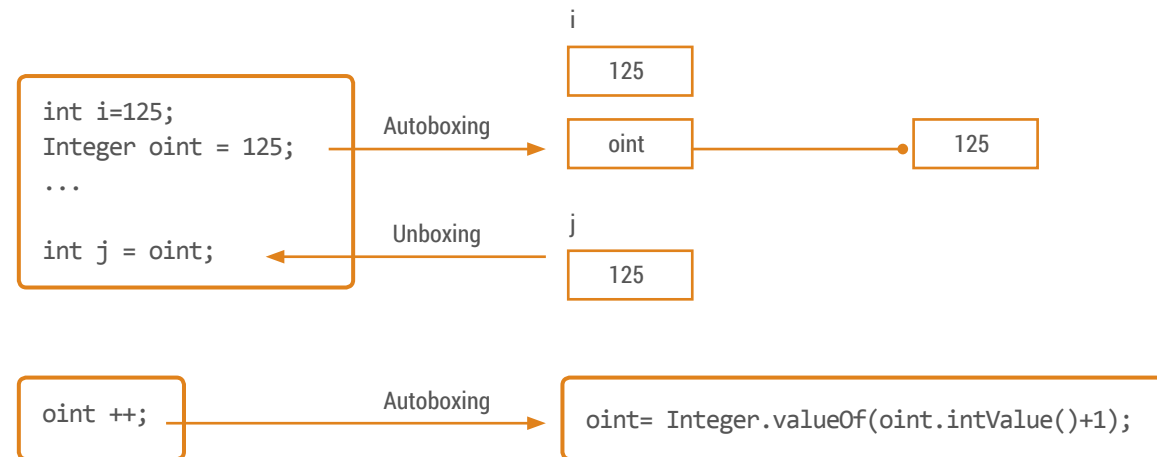 i
125
int i=125;
Integer oint = 125;
...
int j = oint;
Autoboxing
oint
125
Unboxing
j
125
oint ++;
Autoboxing
oint= Integer.valueOf(oint.intValue()+1);